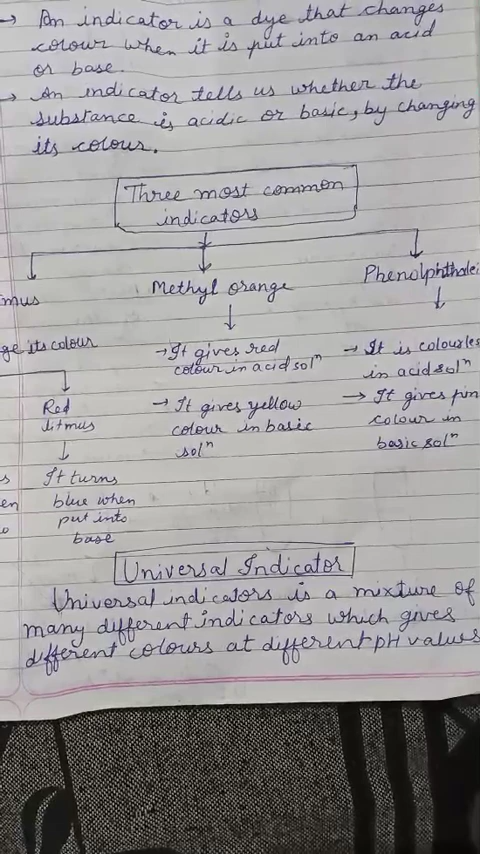 → An indicator is a dye that changes
colour when it is put into an acid
or base.
→ An indicator tells us whether the
substance is acidic or basic, by changing
its colour.
Three most common
indicators
mus
ge its colour
Red
litmus
It turns
blue when
put into
base
s
en
o
Methyl orange
→ It gives red
colour in acid solⁿ
→ It gives yellow
colour in basic
solⁿ
Phenolphthalei
→ It is colourles
in acid solⁿ
→ It gives pin
colour in
basic solⁿ
Universal Indicator
Universal indicators is a mixture of
many different indicators which gives
different colours at different pH values